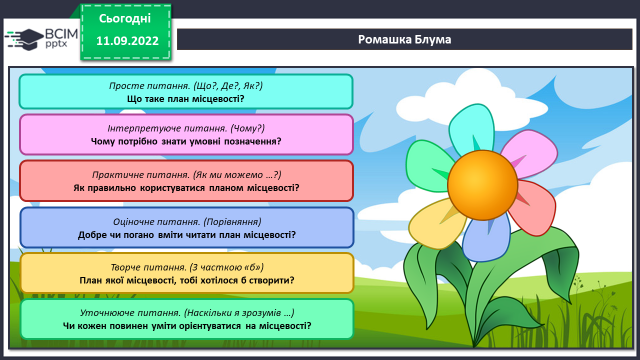 Сьогодні
11.09.2022
BCIM
pptx
Ромашка Блума
Просте питання. (Що?, Де?, Як?)
Що таке план місцевості?
Інтерпретуюче питання. (Чому?)
Чому потрібно знати умовні позначення?
Практичне питання. (Як ми можемо ...?)
Як правильно користуватися планом місцевості?
Оціночне питання. (Порівняння)
Добре чи погано вміти читати план місцевості?
Творче питання. (З часткою «б»)
План якої місцевості, тобі хотілося б створити?
Уточнююче питання. (Наскільки я зрозумів ...)
Чи кожен повинен уміти орієнтуватися на місцевості?